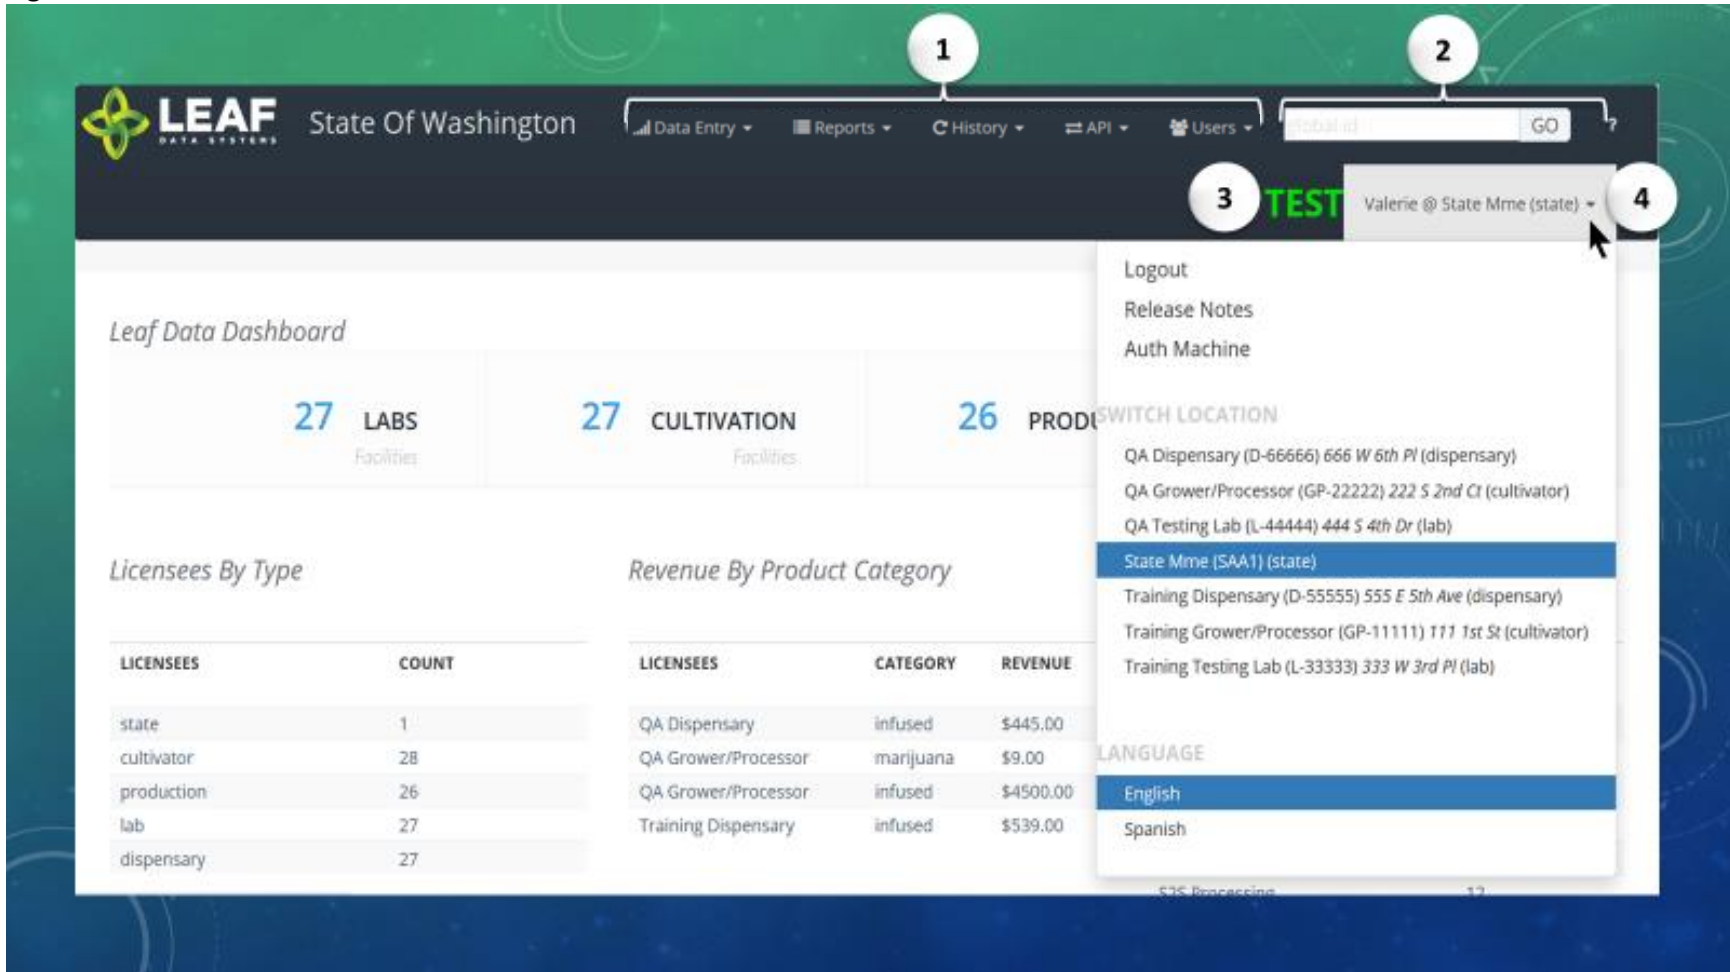 1
2
LEAF
DATA SYSTEMS
State Of Washington
Data Entry
Reports
History
API
Users
global id
GO
?
3
TEST
Valerie @ State Mme (state)
4
Logout
Release Notes
Auth Machine
Leaf Data Dashboard
27 LABS
Facilities
27 CULTIVATION
Facilities
26 PRODU
SWITCH LOCATION
QA Dispensary (D-66666) 666 W 6th Pl (dispensary)
QA Grower/Processor (GP-22222) 222 S 2nd Ct (cultivator)
QA Testing Lab (L-44444) 444 S 4th Dr (lab)
State Mme (SAA1) (state)
Training Dispensary (D-55555) 555 E 5th Ave (dispensary)
Training Grower/Processor (GP-11111) 111 1st St (cultivator)
Training Testing Lab (L-33333) 333 W 3rd Pl (lab)
LANGUAGE
English
Spanish
Licensees By Type
LICENSEES COUNT
state 1
cultivator 28
production 26
lab 27
dispensary 27
Revenue By Product Category
LICENSEES CATEGORY REVENUE
QA Dispensary infused $445.00
QA Grower/Processor marijuana $9.00
QA Grower/Processor infused $4500.00
Training Dispensary infused $539.00
Processing 12